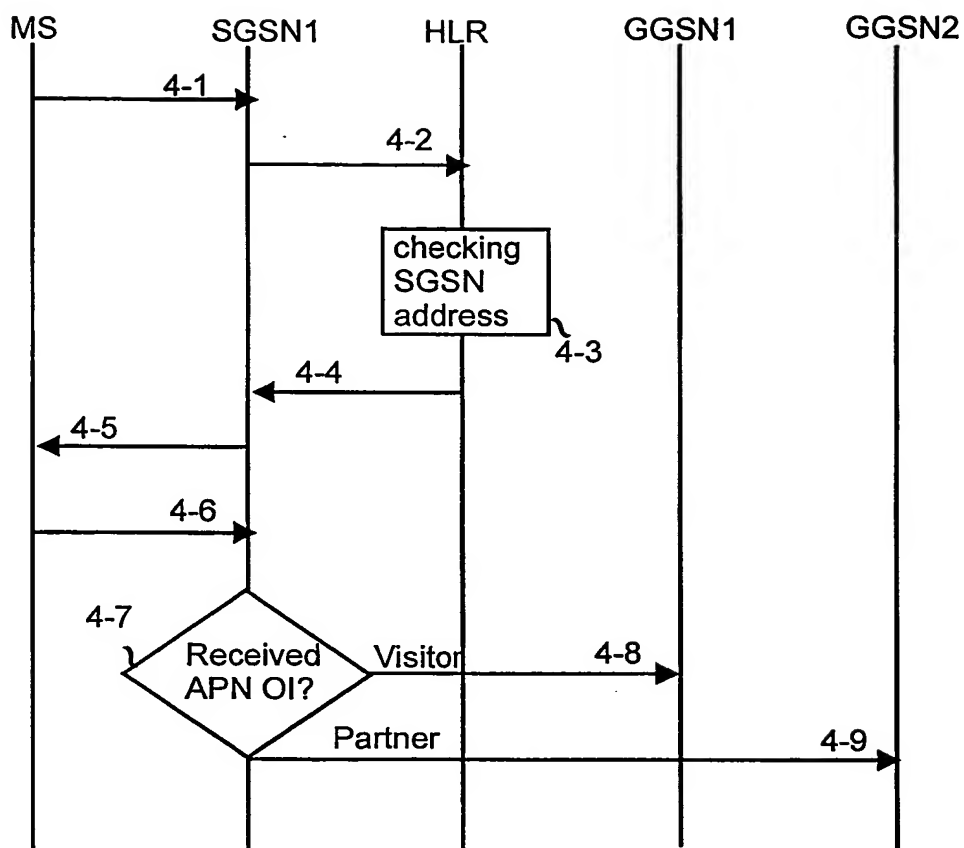 MS SGSN1 HLR GGSN1 GGSN2
4-1
4-2
checking
SGSN
address
4-3
4-4
4-5
4-6
4-7
Received
APN OI?
Visitor
4-8
Partner
4-9